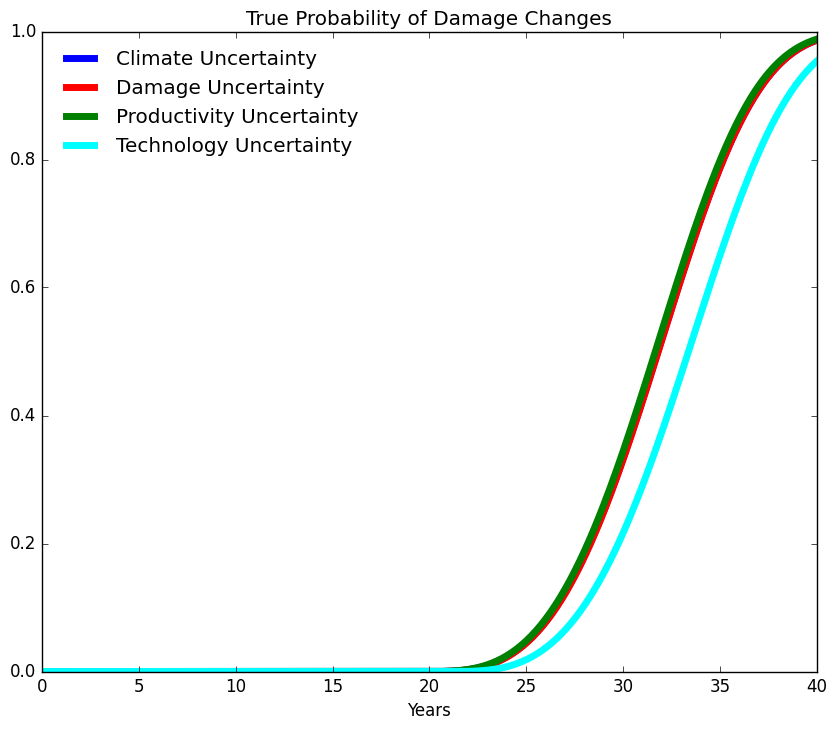 True Probability of Damage Changes
1.0
Climate Uncertainty
Damage Uncertainty
Productivity Uncertainty
Technology Uncertainty
0.8
0.6
0.4
0.2
0.0
0 5 10 15 20 25 30 35 40
Years